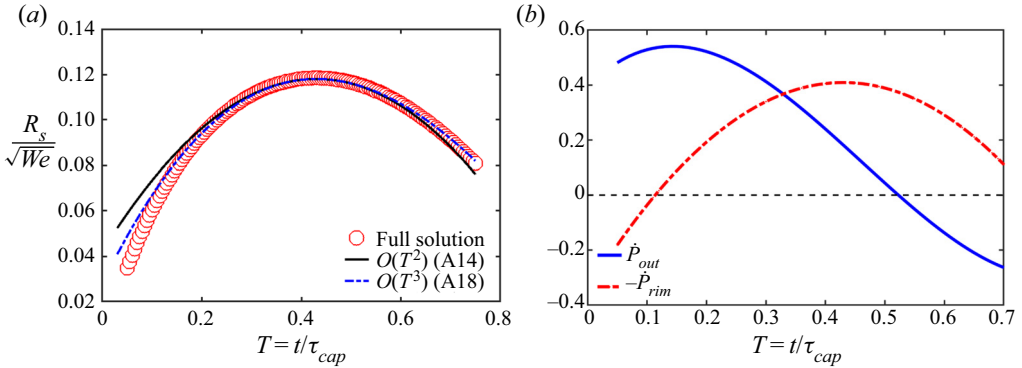 (a)
0.14
0.12
0.10
0.08
0.06
0.04
0.02
R_s
√We
0 0.2 0.4 0.6 0.8
T = t/τ_cap
Full solution
O(T²) (A14)
O(T³) (A18)
(b)
0.6
0.4
0.2
0
−0.2
−0.4
Ṗ_out
−Ṗ_rim
0 0.1 0.2 0.3 0.4 0.5 0.6 0.7
T = t/τ_cap